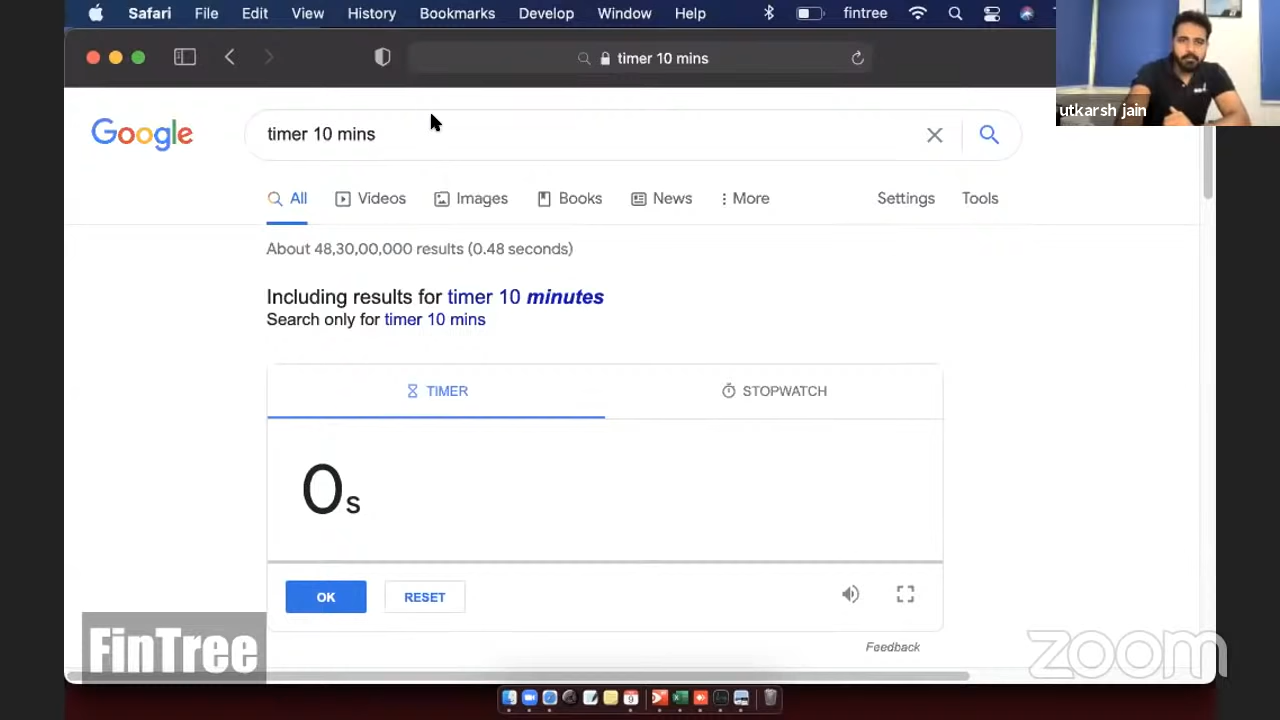 Safari File Edit View History Bookmarks Develop Window Help fintree
timer 10 mins
utkarsh jain
Google
timer 10 mins
All Videos Images Books News More Settings Tools
About 48,30,00,000 results (0.48 seconds)
Including results for timer 10 minutes
Search only for timer 10 mins
TIMER STOPWATCH
0s
OK RESET
Feedback
FinTree
zoom